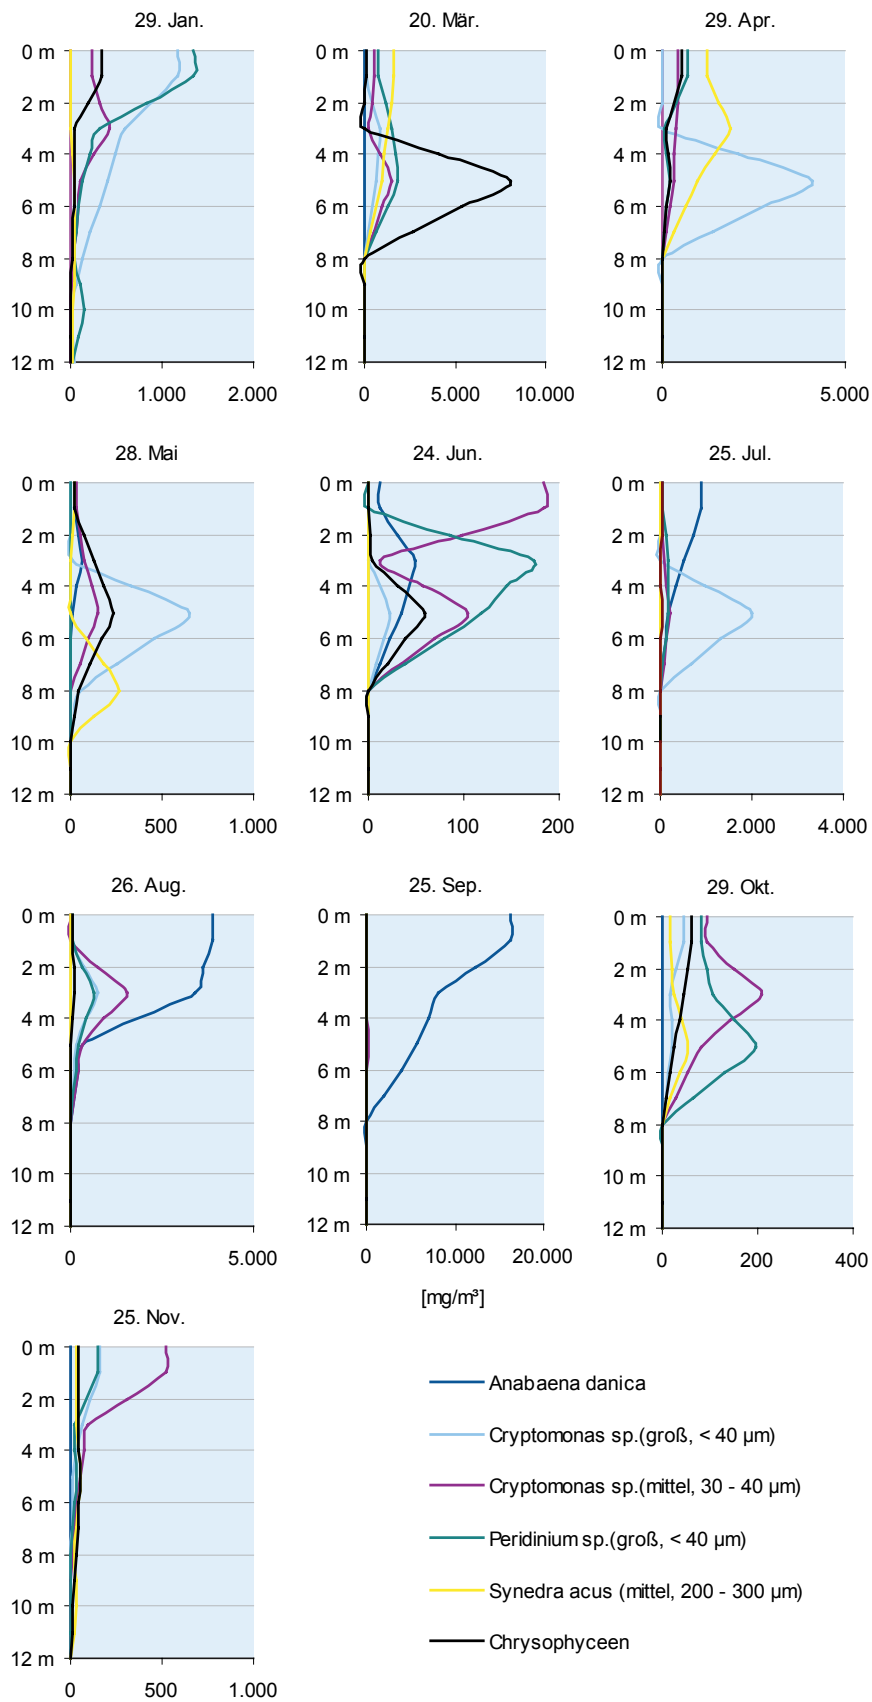 29. Jan.
20. Mär.
29. Apr.
0 m
2 m
4 m
6 m
8 m
10 m
12 m
0 1.000 2.000
0 m
2 m
4 m
6 m
8 m
10 m
12 m
0 5.000 10.000
0 m
2 m
4 m
6 m
8 m
10 m
12 m
0 5.000
28. Mai
24. Jun.
25. Jul.
0 m
2 m
4 m
6 m
8 m
10 m
12 m
0 500 1.000
0 m
2 m
4 m
6 m
8 m
10 m
12 m
0 100 200
0 m
2 m
4 m
6 m
8 m
10 m
12 m
0 2.000 4.000
26. Aug.
25. Sep.
29. Okt.
0 m
2 m
4 m
6 m
8 m
10 m
12 m
0 5.000
0 m
2 m
4 m
6 m
8 m
10 m
12 m
0 10.000 20.000
[mg/m³]
0 m
2 m
4 m
6 m
8 m
10 m
12 m
0 200 400
25. Nov.
0 m
2 m
4 m
6 m
8 m
10 m
12 m
0 500 1.000
Anabaena danica
Cryptomonas sp.(groß, < 40 µm)
Cryptomonas sp.(mittel, 30 - 40 µm)
Peridinium sp.(groß, < 40 µm)
Synedra acus (mittel, 200 - 300 µm)
Chrysophyceen